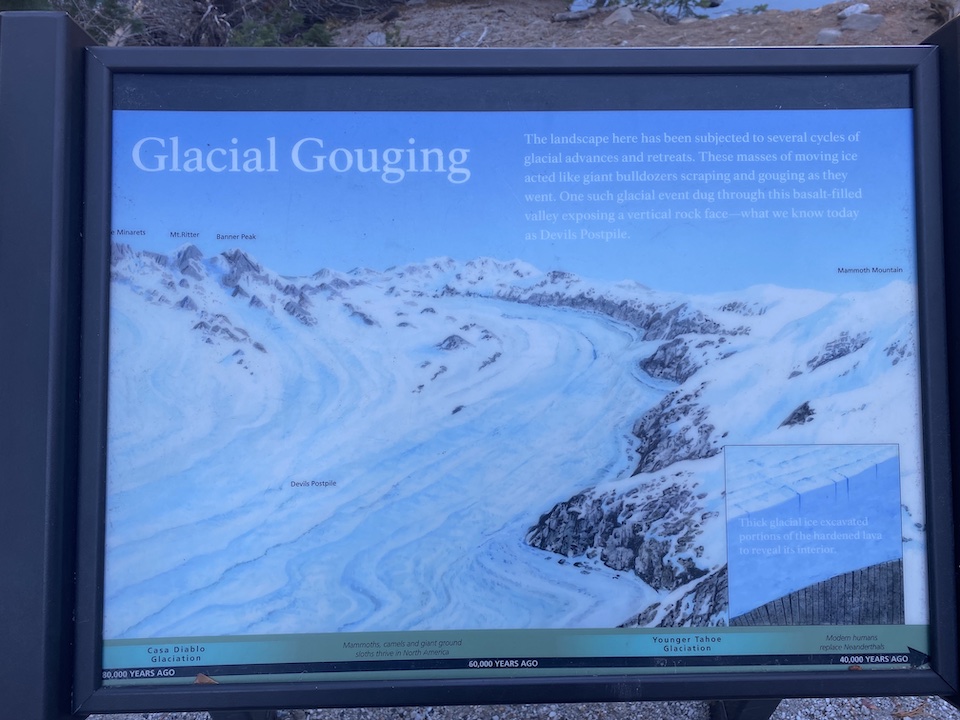 Glacial Gouging
The landscape here has been subjected to several cycles of
glacial advances and retreats. These masses of moving ice
acted like giant bulldozers scraping and gouging as they
went. One such glacial event dug through this basalt-filled
valley exposing a vertical rock face—what we know today
as Devils Postpile.
e Minarets
Mt.Ritter
Banner Peak
Mammoth Mountain
Devils Postpile
Thick glacial ice excavated
portions of the hardened lava
to reveal its interior.
Casa Diablo
Glaciation
Mammoths, camels and giant ground
sloths thrive in North America
Younger Tahoe
Glaciation
Modern humans
replace Neanderthals
80,000 YEARS AGO
60,000 YEARS AGO
40,000 YEARS AGO